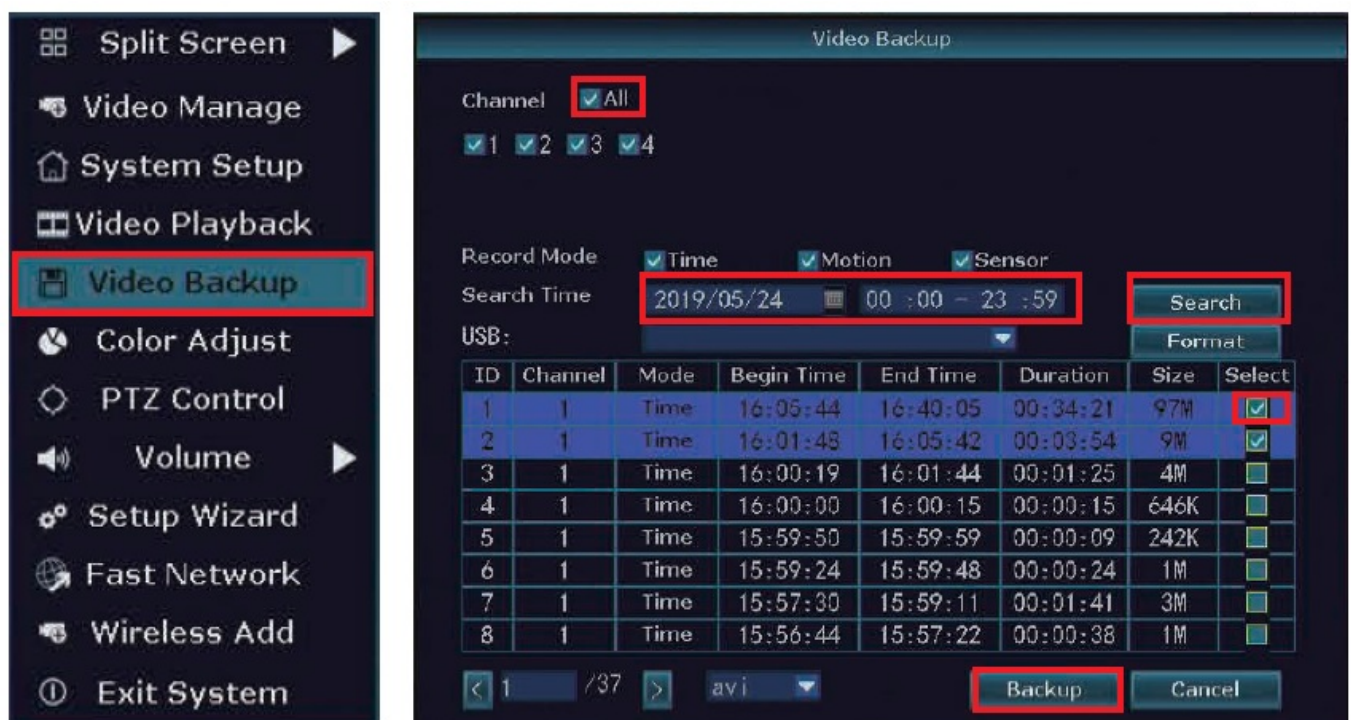 Split Screen
Video Manage
System Setup
Video Playback
Video Backup
Color Adjust
PTZ Control
Volume
Setup Wizard
Fast Network
Wireless Add
Exit System
Video Backup
Channel All
1 2 3 4
Record Mode Time Motion Sensor
Search Time 2019/05/24 00 :00 - 23 :59 Search
USB: Format
ID Channel Mode Begin Time End Time Duration Size Select
1 1 Time 16:05:44 16:40:05 00:34:21 97M
2 1 Time 16:01:48 16:05:42 00:03:54 9M
3 1 Time 16:00:19 16:01:44 00:01:25 4M
4 1 Time 16:00:00 16:00:15 00:00:15 646K
5 1 Time 15:59:50 15:59:59 00:00:09 242K
6 1 Time 15:59:24 15:59:48 00:00:24 1M
7 1 Time 15:57:30 15:59:11 00:01:41 3M
8 1 Time 15:56:44 15:57:22 00:00:38 1M
< 1 /37 > avi Backup Cancel